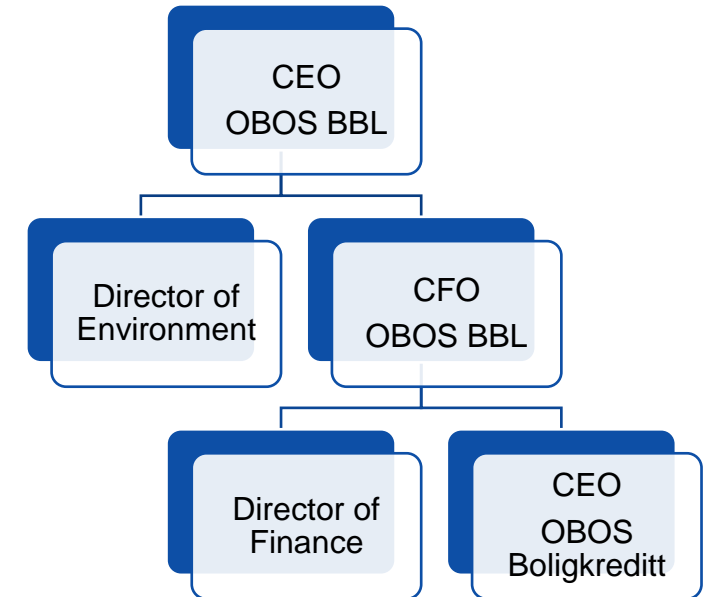 CEO
OBOS BBL
Director of
Environment
CFO
OBOS BBL
Director of
Finance
CEO
OBOS
Boligkreditt